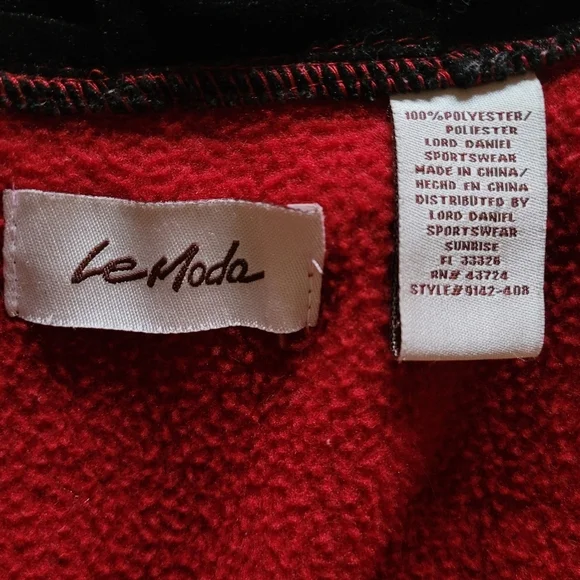 Le Moda
100% POLYESTER/
POLIESTER
LORD DANIEL
SPORTSWEAR
MADE IN CHINA/
HECHO EN CHINA
DISTRIBUTED BY
LORD DANIEL
SPORTSWEAR
SUNRISE
FL 33326
RN# 43724
STYLE# 9142-408